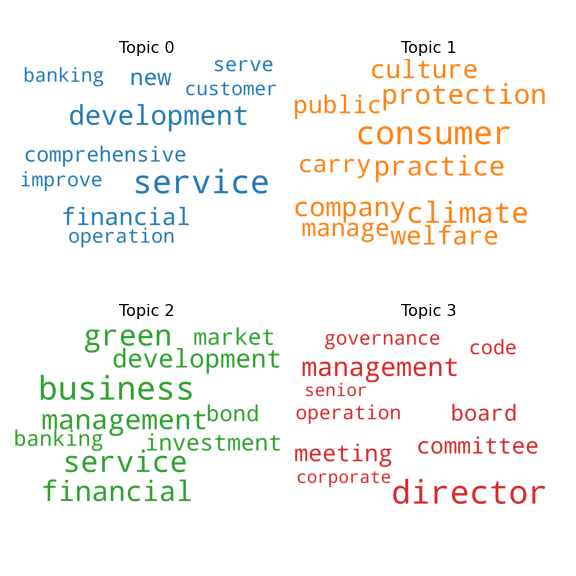 Topic 0
serve
banking new
customer
development
comprehensive
improve service
financial
operation
Topic 1
culture
public protection
consumer
carry practice
company climate
manage welfare
Topic 2
green market
development
business
management bond
banking investment
service
financial
Topic 3
governance code
management
senior
operation board
meeting committee
corporate
director